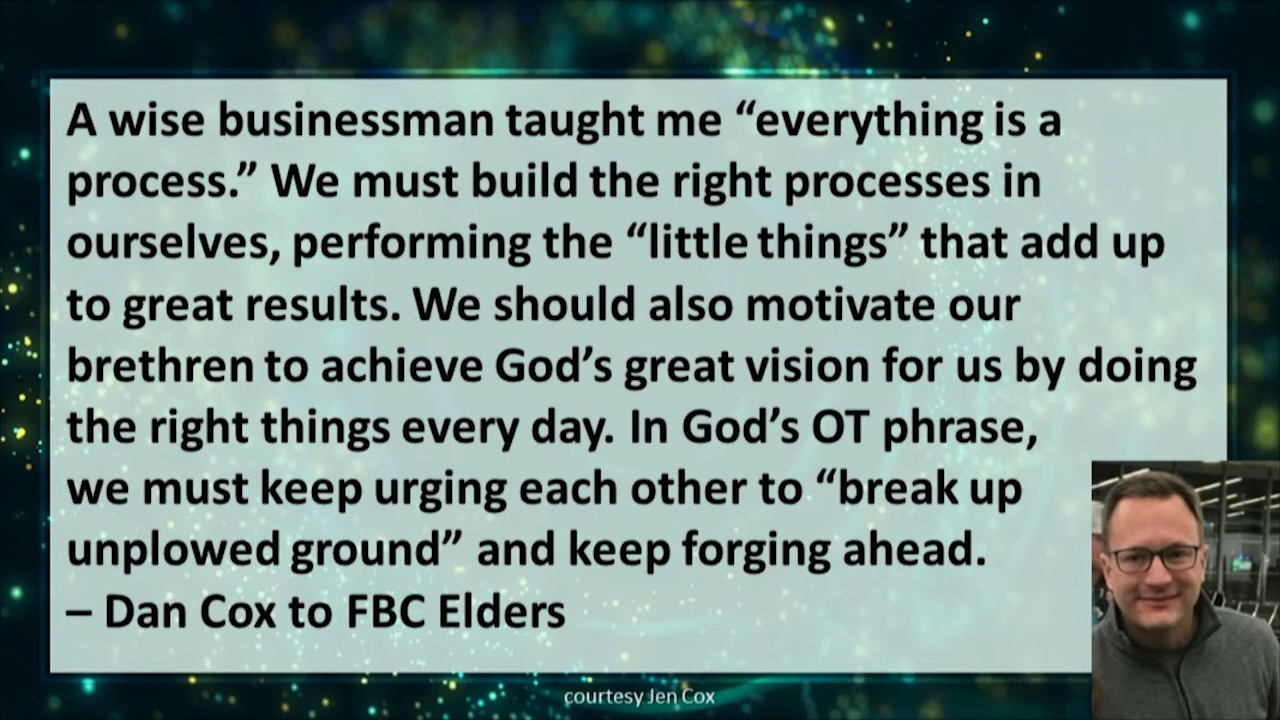 A wise businessman taught me “everything is a
process.” We must build the right processes in
ourselves, performing the “little things” that add up
to great results. We should also motivate our
brethren to achieve God’s great vision for us by doing
the right things every day. In God’s OT phrase,
we must keep urging each other to “break up
unplowed ground” and keep forging ahead.
– Dan Cox to FBC Elders
courtesy Jen Cox